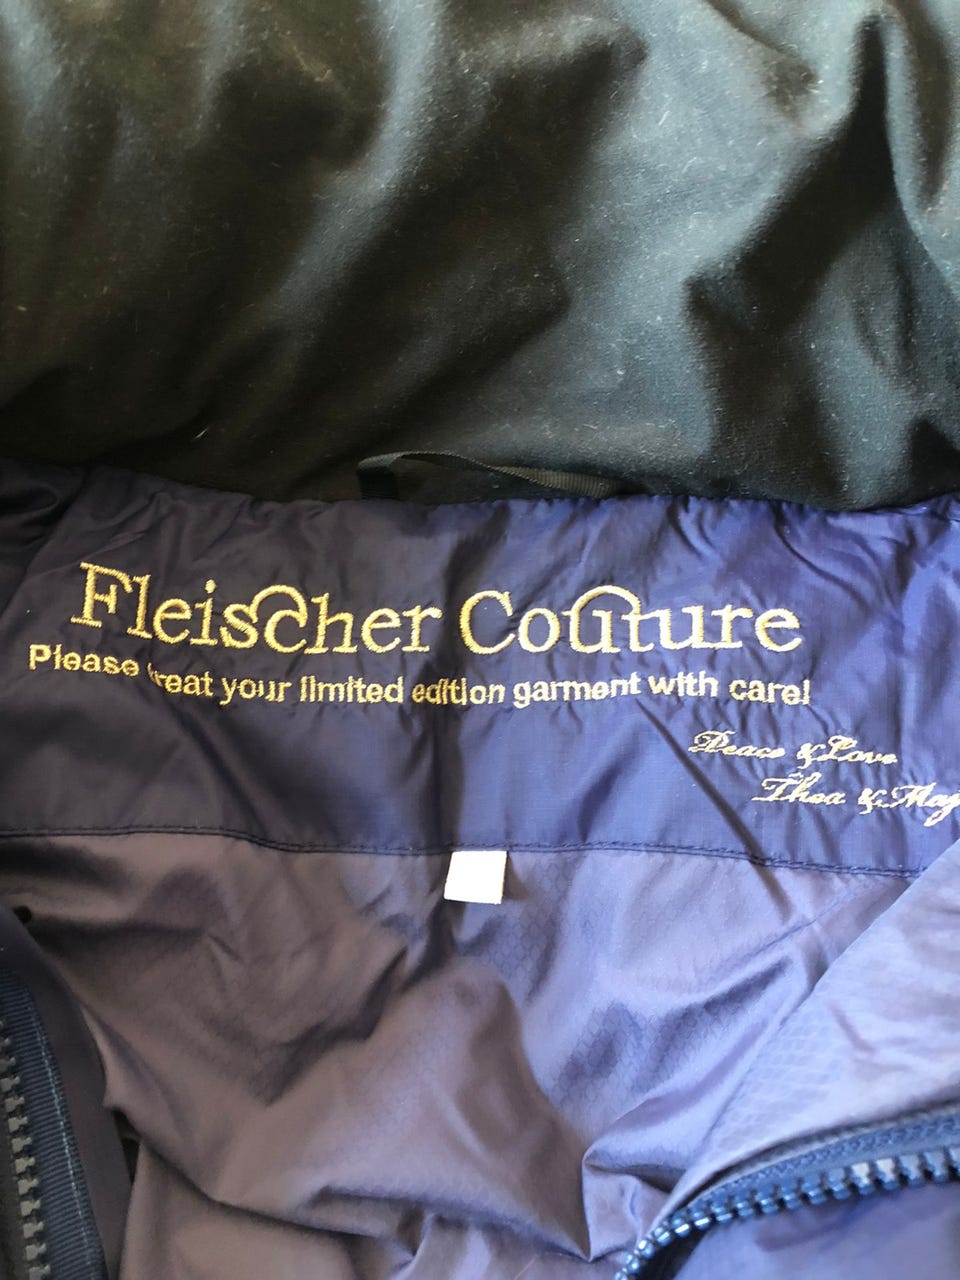 Fleischer Couture
Please treat your limited edition garment with care!
Peace & Love
Thea &